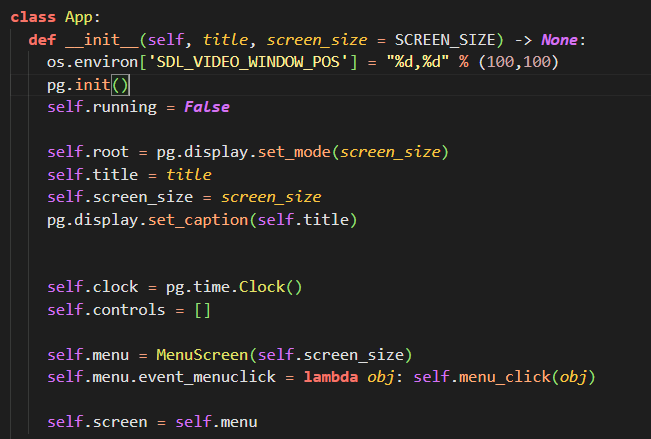 class App:
  def __init__(self, title, screen_size = SCREEN_SIZE) -> None:
    os.environ['SDL_VIDEO_WINDOW_POS'] = "%d,%d" % (100,100)
    pg.init()
    self.running = False

    self.root = pg.display.set_mode(screen_size)
    self.title = title
    self.screen_size = screen_size
    pg.display.set_caption(self.title)

    self.clock = pg.time.Clock()
    self.controls = []

    self.menu = MenuScreen(self.screen_size)
    self.menu.event_menuclick = lambda obj: self.menu_click(obj)

    self.screen = self.menu